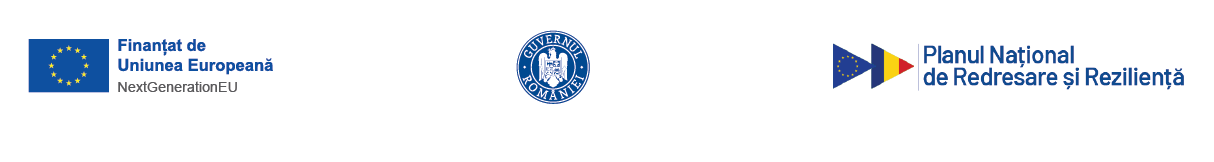 Finanțat de
Uniunea Europeană
NextGenerationEU
GUVERNUL
ROMÂNIEI
Planul Național
de Redresare și Reziliență